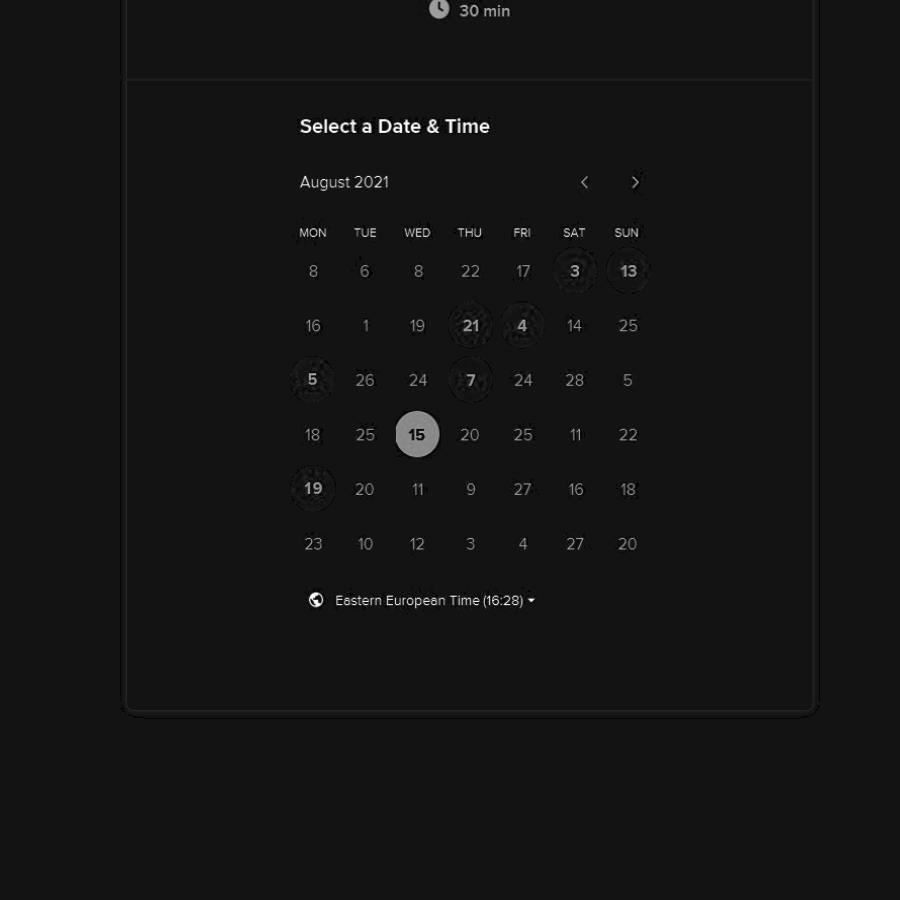 30 min
Select a Date & Time
August 2021
MON TUE WED THU FRI SAT SUN
8 6 8 22 17 3 13
16 1 19 21 4 14 25
5 26 24 7 24 28 5
18 25 15 20 25 11 22
19 20 11 9 27 16 18
23 10 12 3 4 27 20
Eastern European Time (16:28)